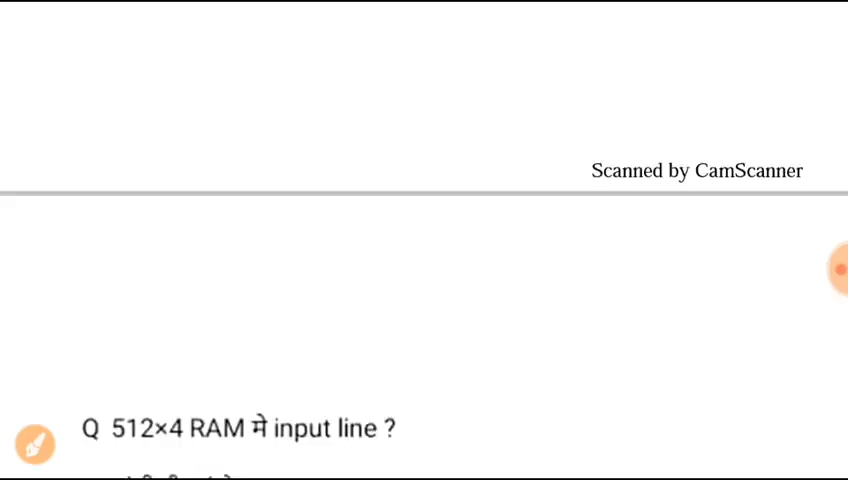 Scanned by CamScanner
Q 512×4 RAM मे input line ?